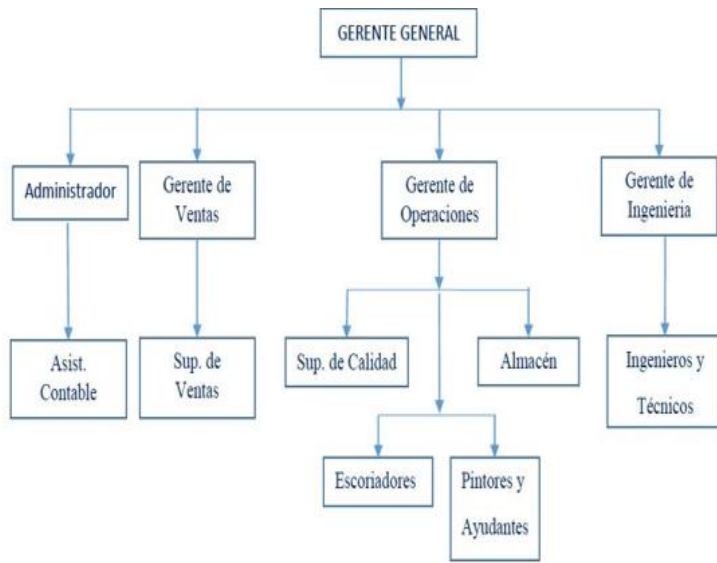 GERENTE GENERAL
Administrador
Gerente de
Ventas
Gerente de
Operaciones
Gerente de
Ingenieria
Asist.
Contable
Sup. de
Ventas
Sup. de Calidad
Almacén
Ingenieros y
Técnicos
Escoriadores
Pintores y
Ayudantes